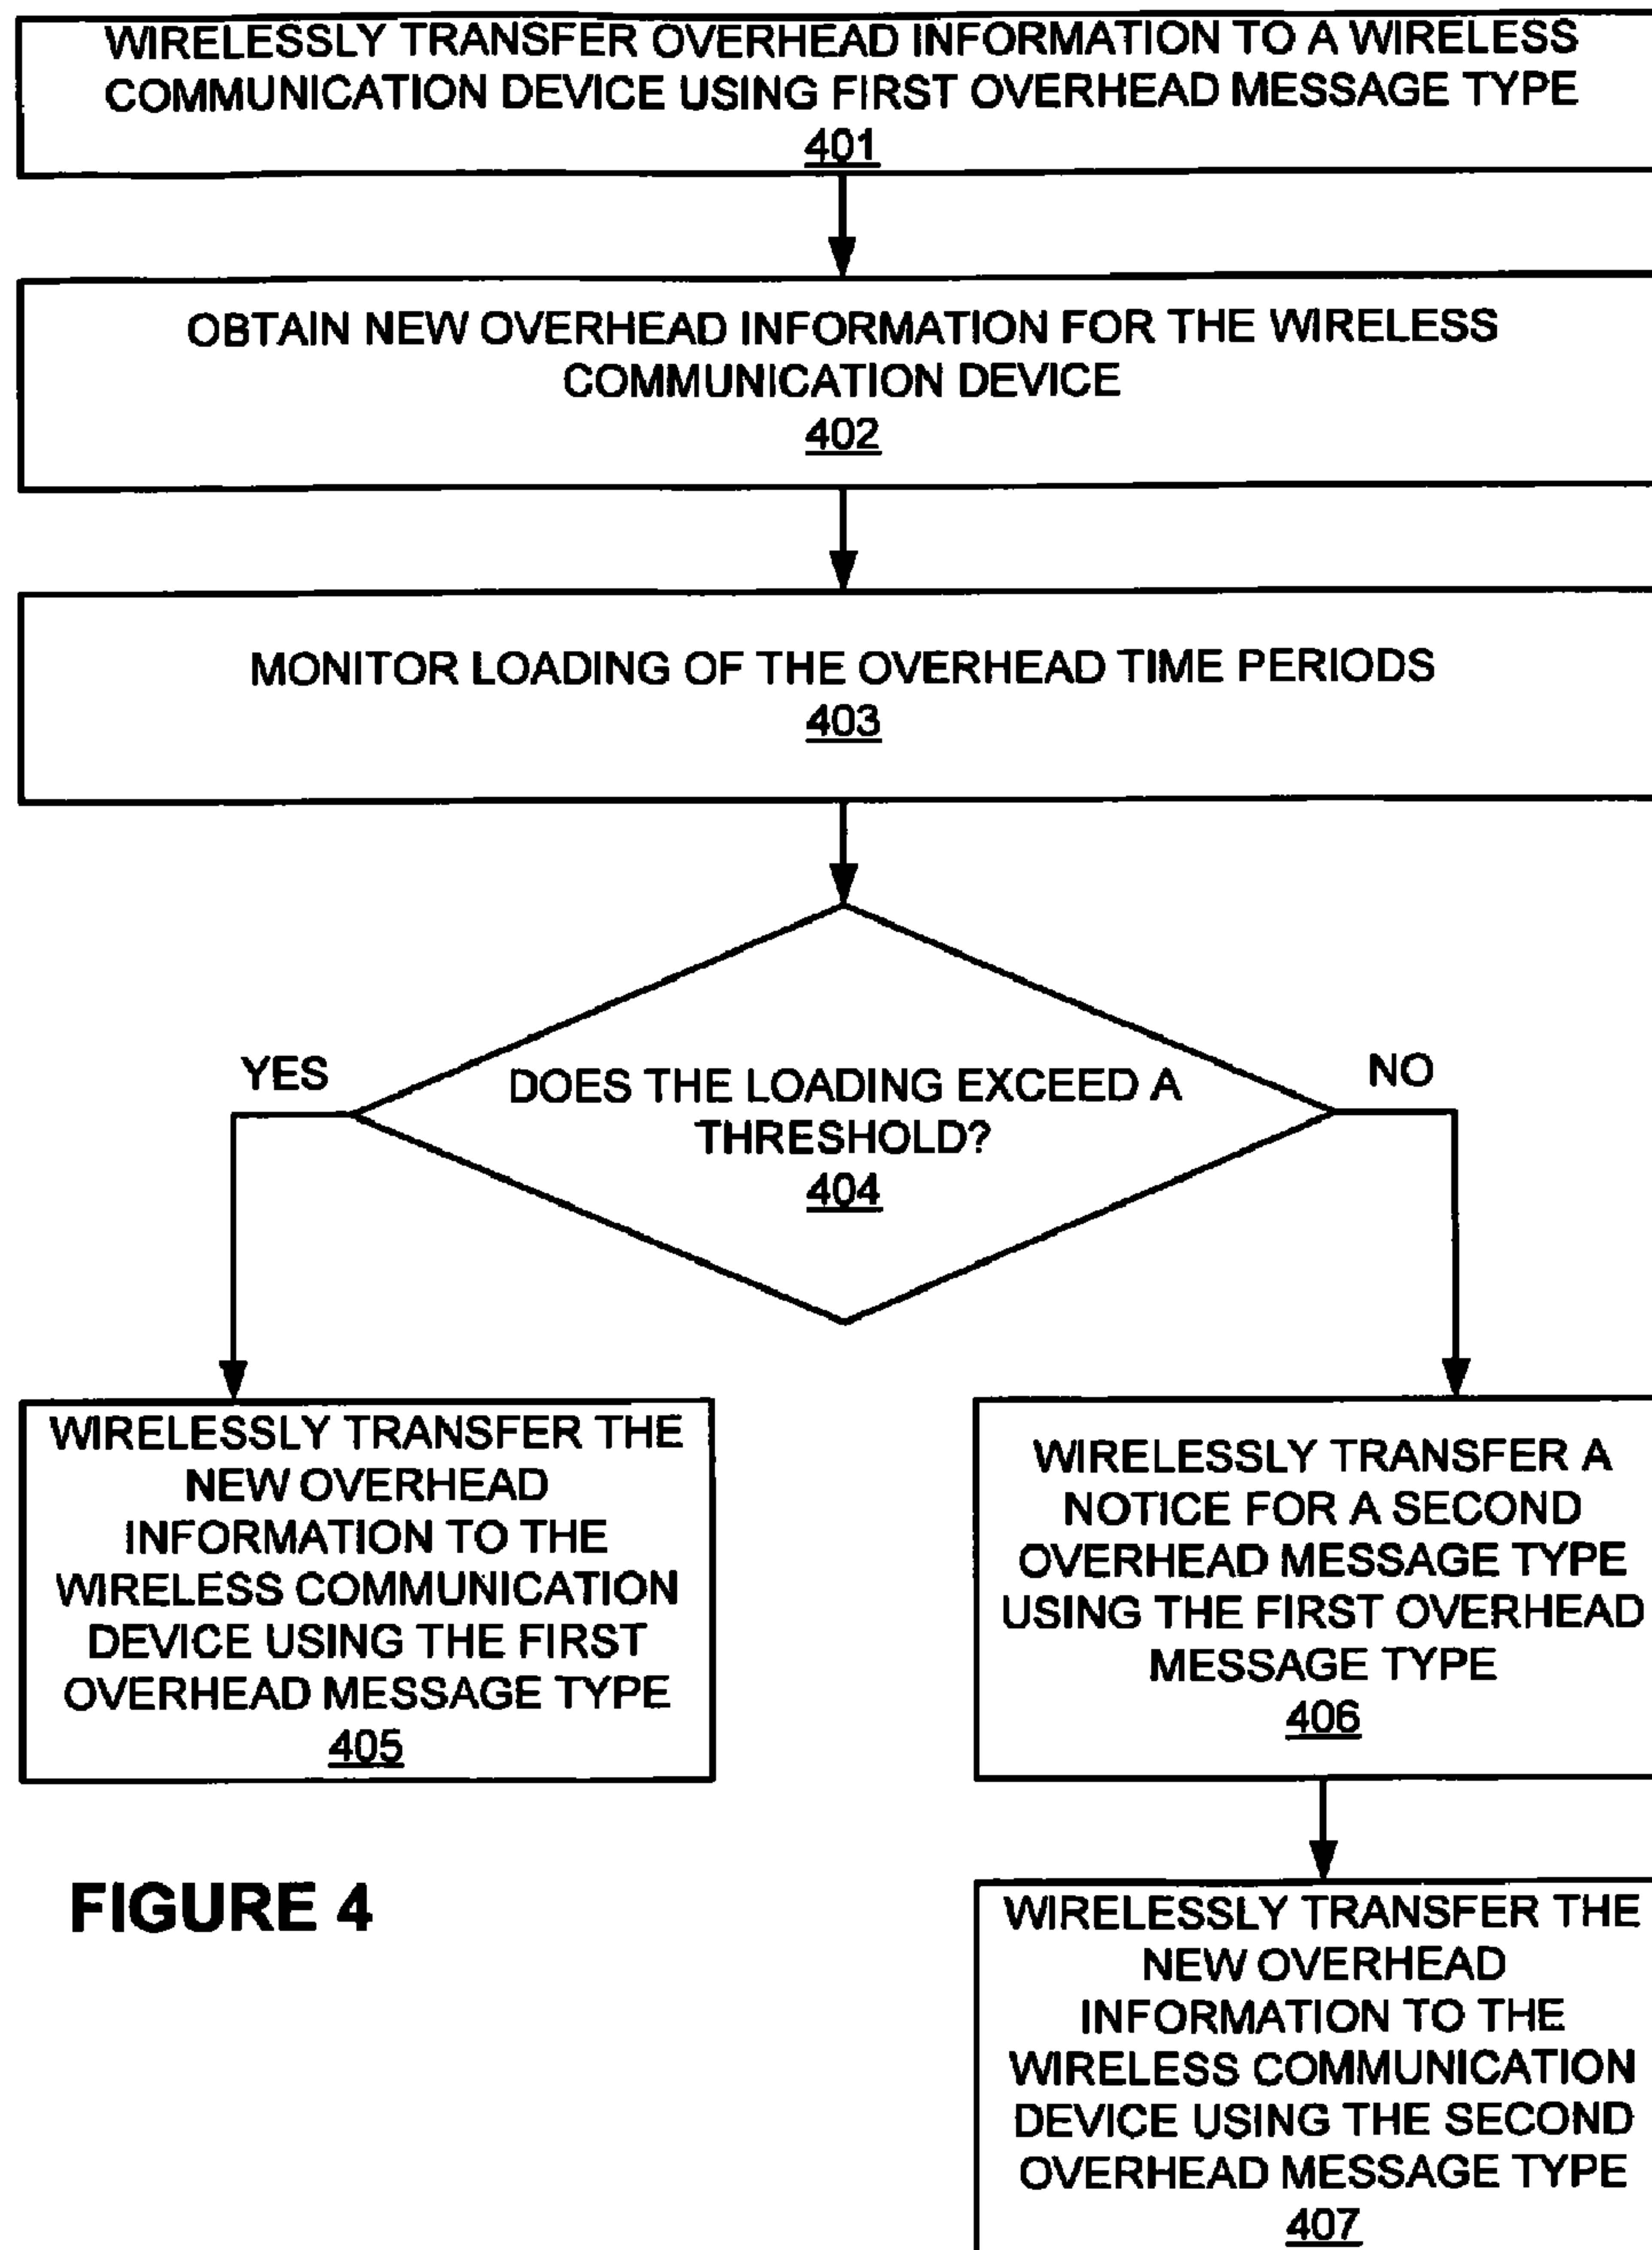 WIRELESSLY TRANSFER OVERHEAD INFORMATION TO A WIRELESS
COMMUNICATION DEVICE USING FIRST OVERHEAD MESSAGE TYPE
401
OBTAIN NEW OVERHEAD INFORMATION FOR THE WIRELESS
COMMUNICATION DEVICE
402
MONITOR LOADING OF THE OVERHEAD TIME PERIODS
403
YES
DOES THE LOADING EXCEED A
THRESHOLD?
404
NO
WIRELESSLY TRANSFER THE
NEW OVERHEAD
INFORMATION TO THE
WIRELESS COMMUNICATION
DEVICE USING THE FIRST
OVERHEAD MESSAGE TYPE
405
WIRELESSLY TRANSFER A
NOTICE FOR A SECOND
OVERHEAD MESSAGE TYPE
USING THE FIRST OVERHEAD
MESSAGE TYPE
406
FIGURE 4
WIRELESSLY TRANSFER THE
NEW OVERHEAD
INFORMATION TO THE
WIRELESS COMMUNICATION
DEVICE USING THE SECOND
OVERHEAD MESSAGE TYPE
407